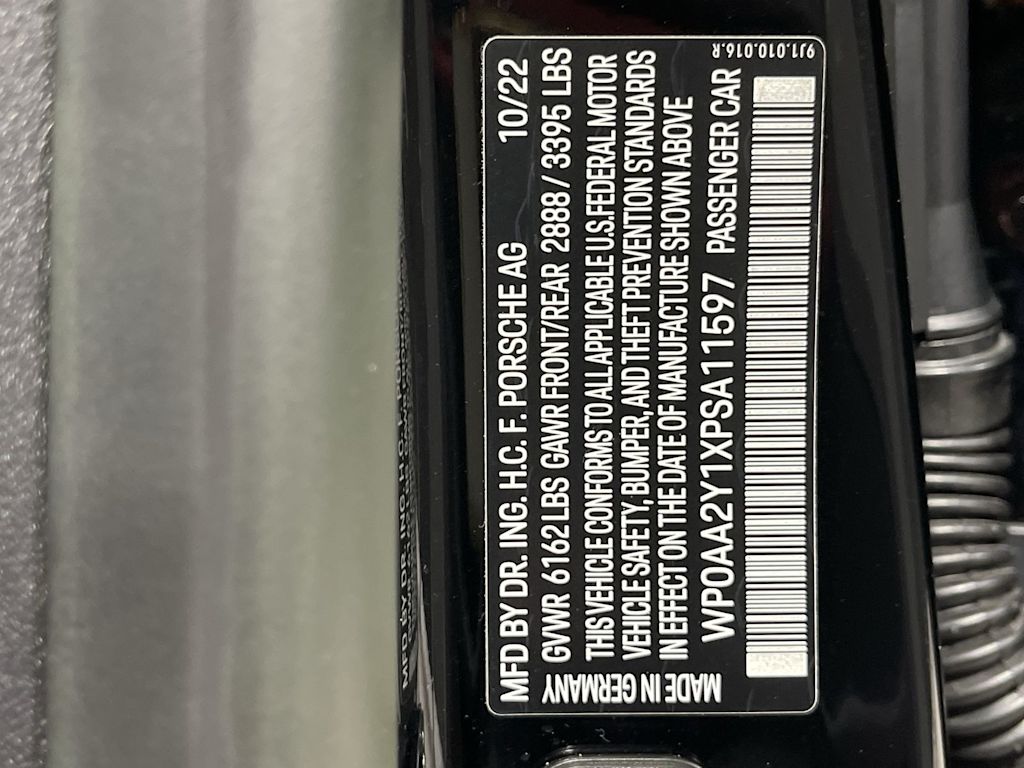 MFD BY DR. ING. H.C. F. PORSCHE AG 10/22
GVWR 6162 LBS GAWR FRONT/REAR 2888 / 3395 LBS
THIS VEHICLE CONFORMS TO ALL APPLICABLE U.S. FEDERAL MOTOR
VEHICLE SAFETY, BUMPER, AND THEFT PREVENTION STANDARDS
IN EFFECT ON THE DATE OF MANUFACTURE SHOWN ABOVE
WP0AA2Y1XPSA11597 PASSENGER CAR
MADE IN GERMANY
9J1.010.016.R